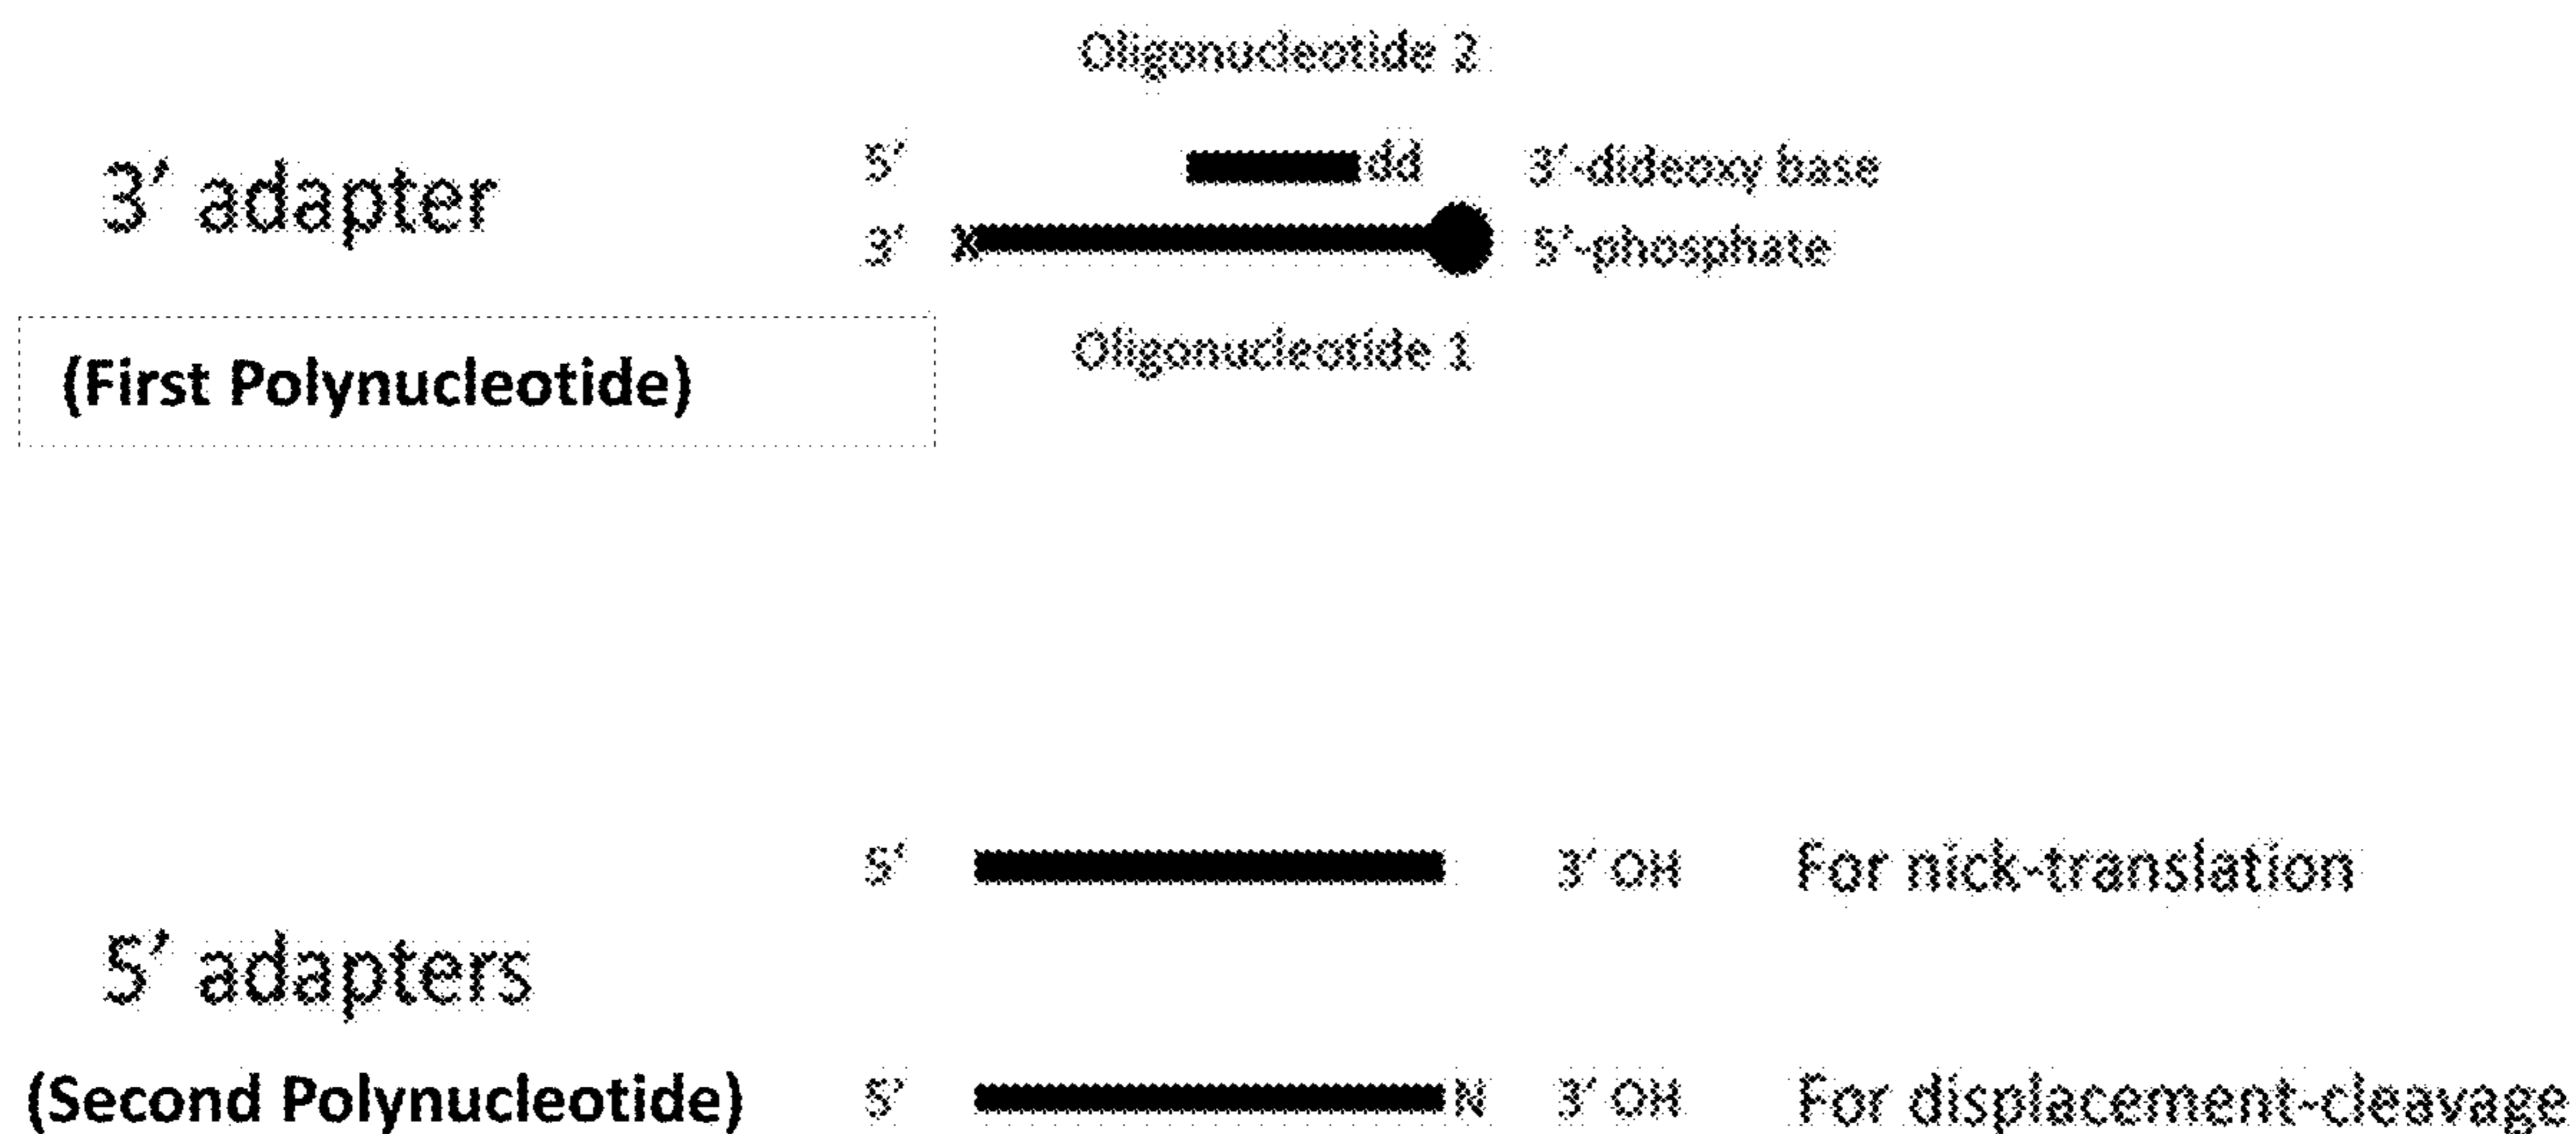 Oligonucleotide 2
3' adapter
5' dd 3'-dideoxy base
3' X 5'-phosphate
(First Polynucleotide)
Oligonucleotide 1
5' 3' OH For nick-translation
5' adapters
(Second Polynucleotide)
5' N 3' OH For displacement-cleavage